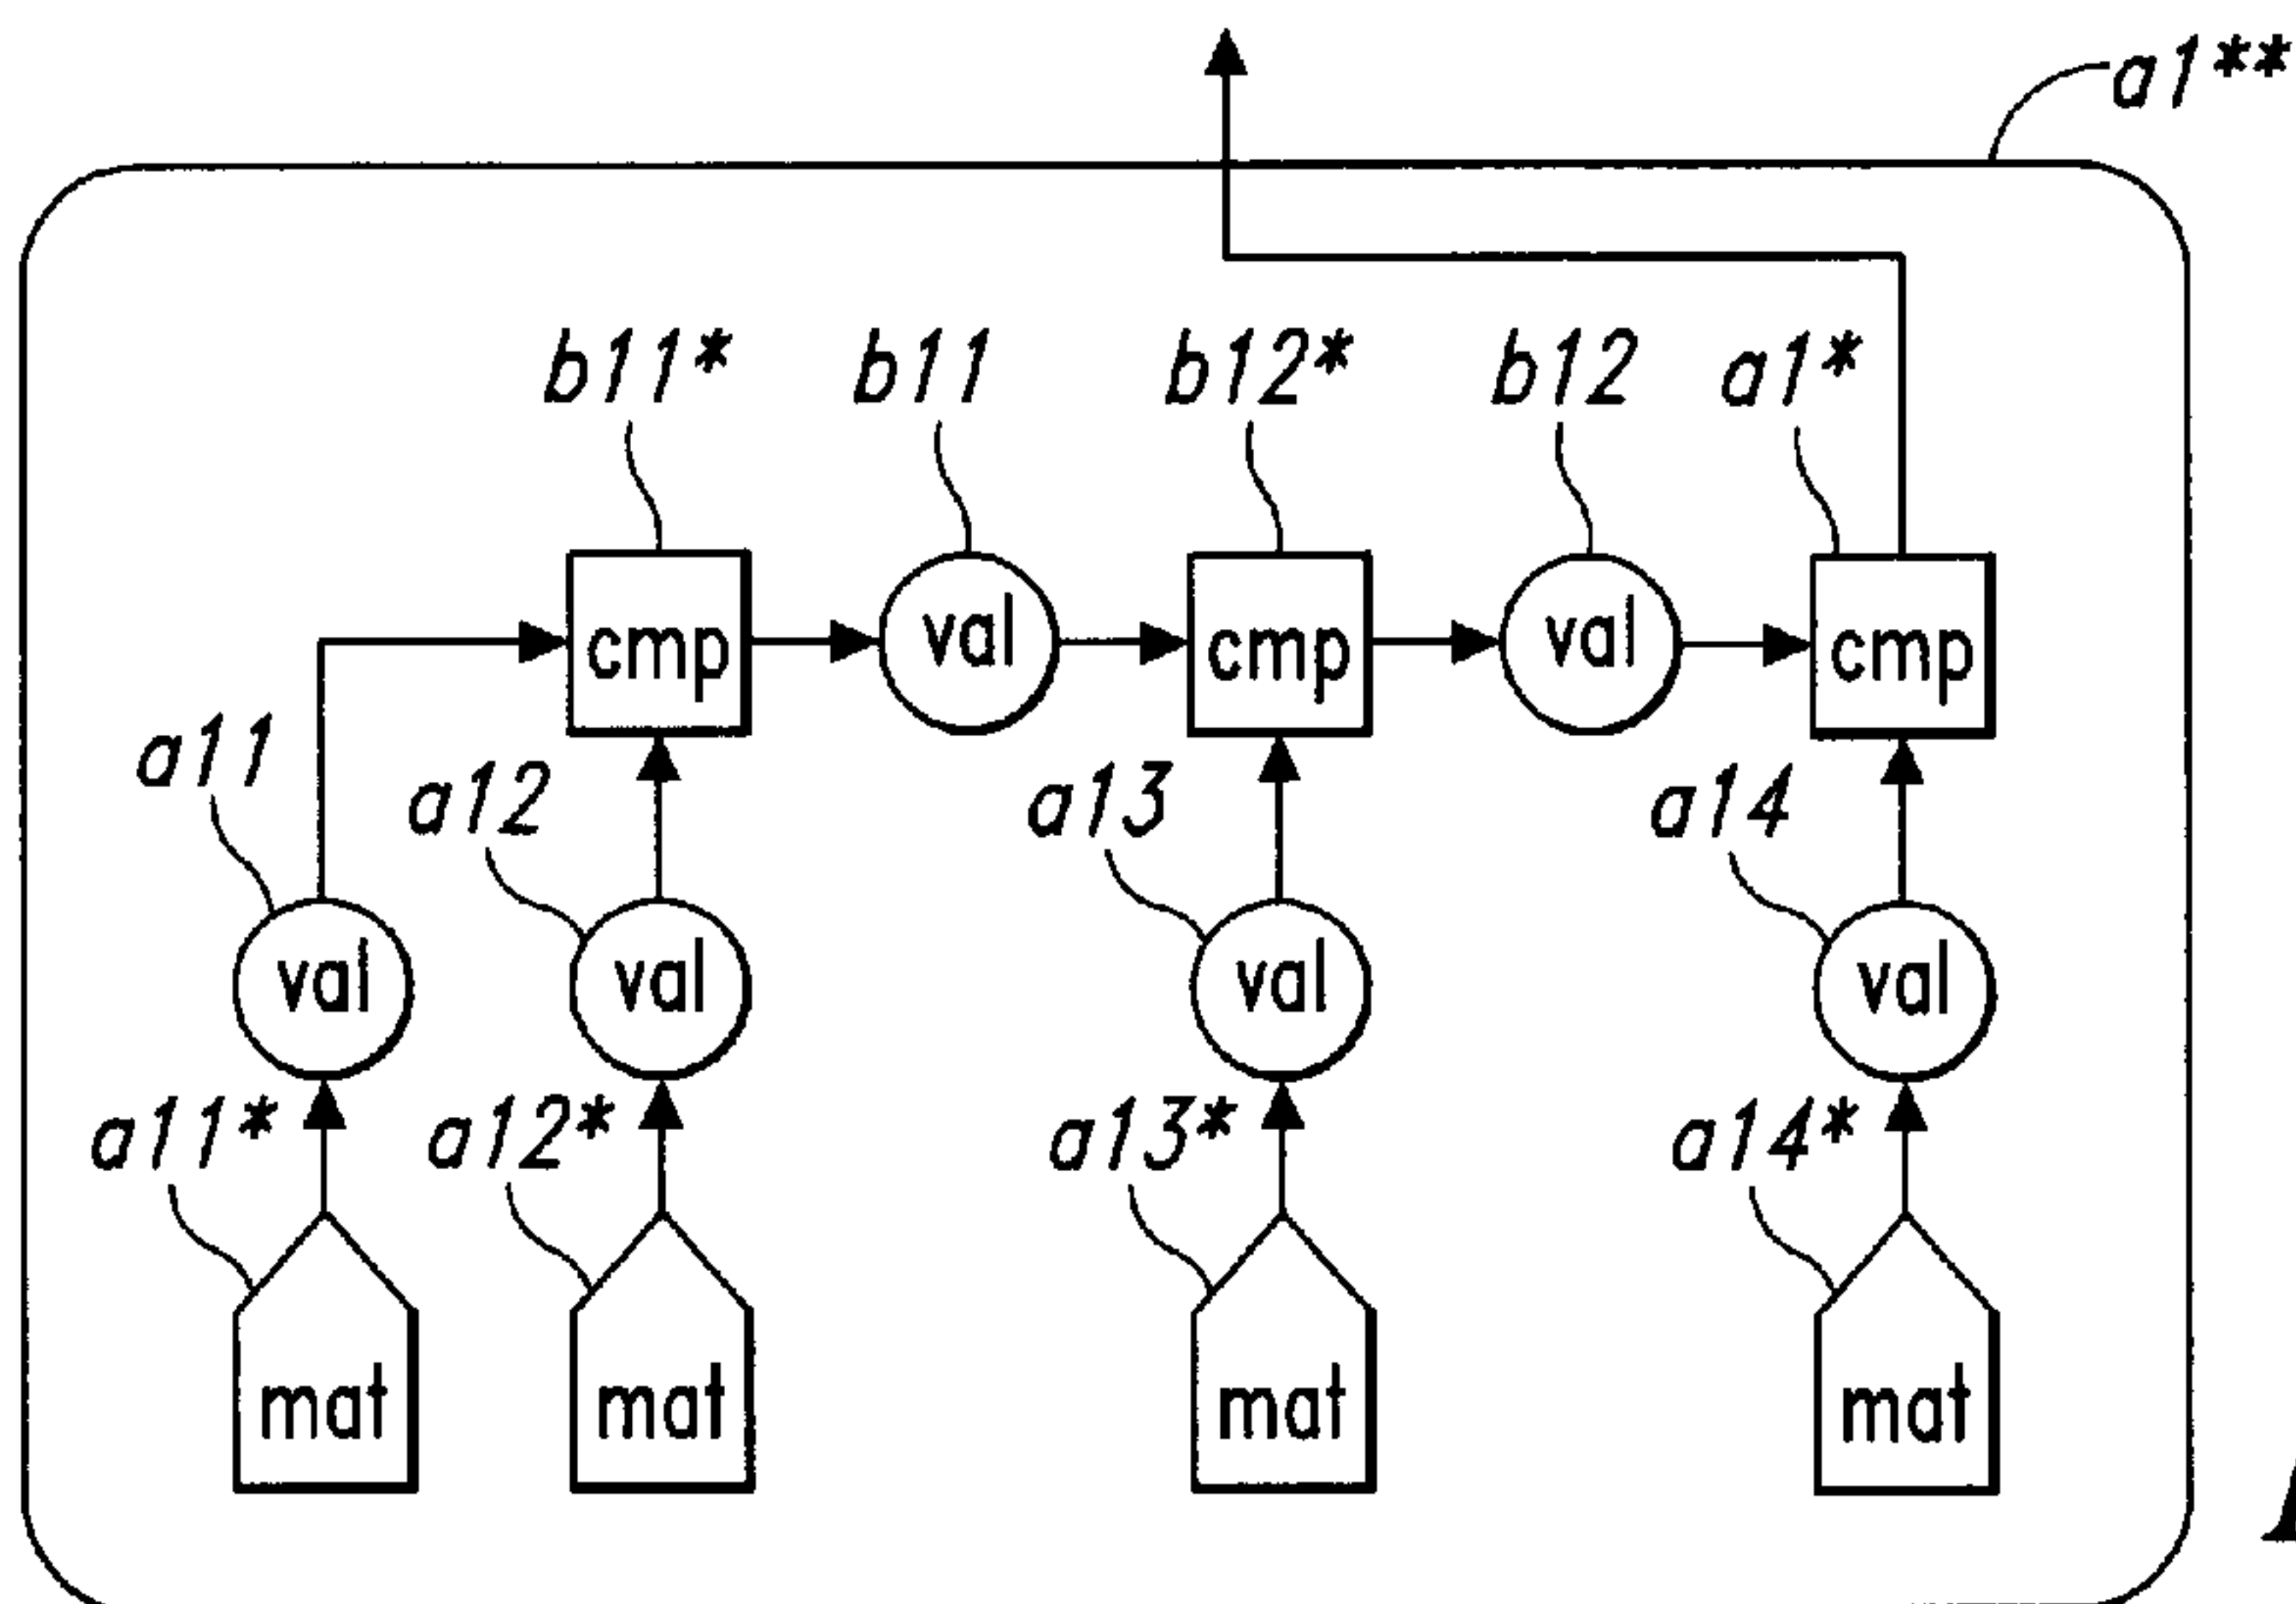 a1**
b11* b11 b12* b12 a1*
cmp val cmp val cmp
a11 a12 a13 a14
val val val val
a11* a12* a13* a14*
mat mat mat mat